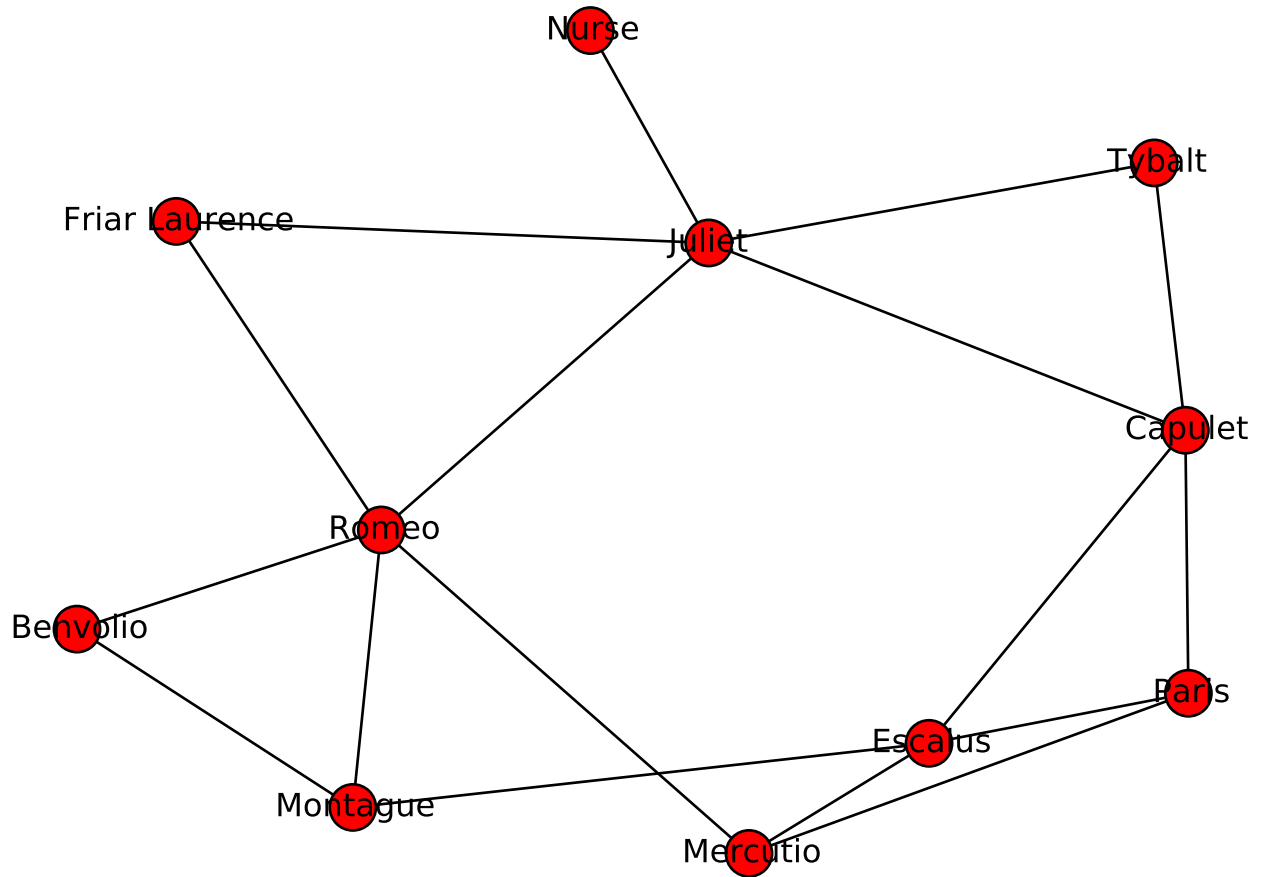 Nurse
Tybalt
Friar Laurence
Juliet
Capulet
Romeo
Benvolio
Paris
Escalus
Montague
Mercutio